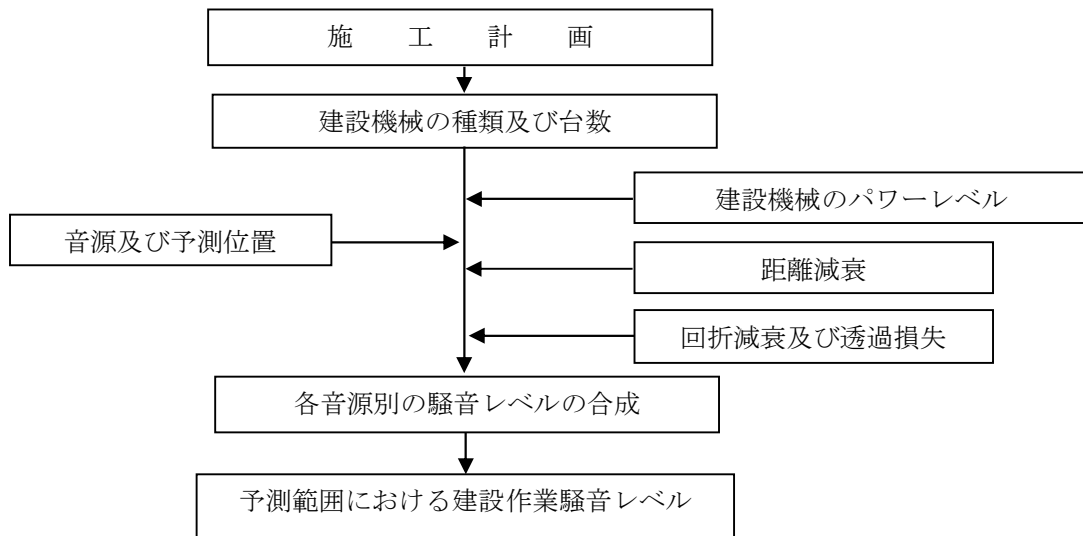 施 工 計 画
建設機械の種類及び台数
建設機械のパワーレベル
音源及び予測位置
距離減衰
回折減衰及び透過損失
各音源別の騒音レベルの合成
予測範囲における建設作業騒音レベル